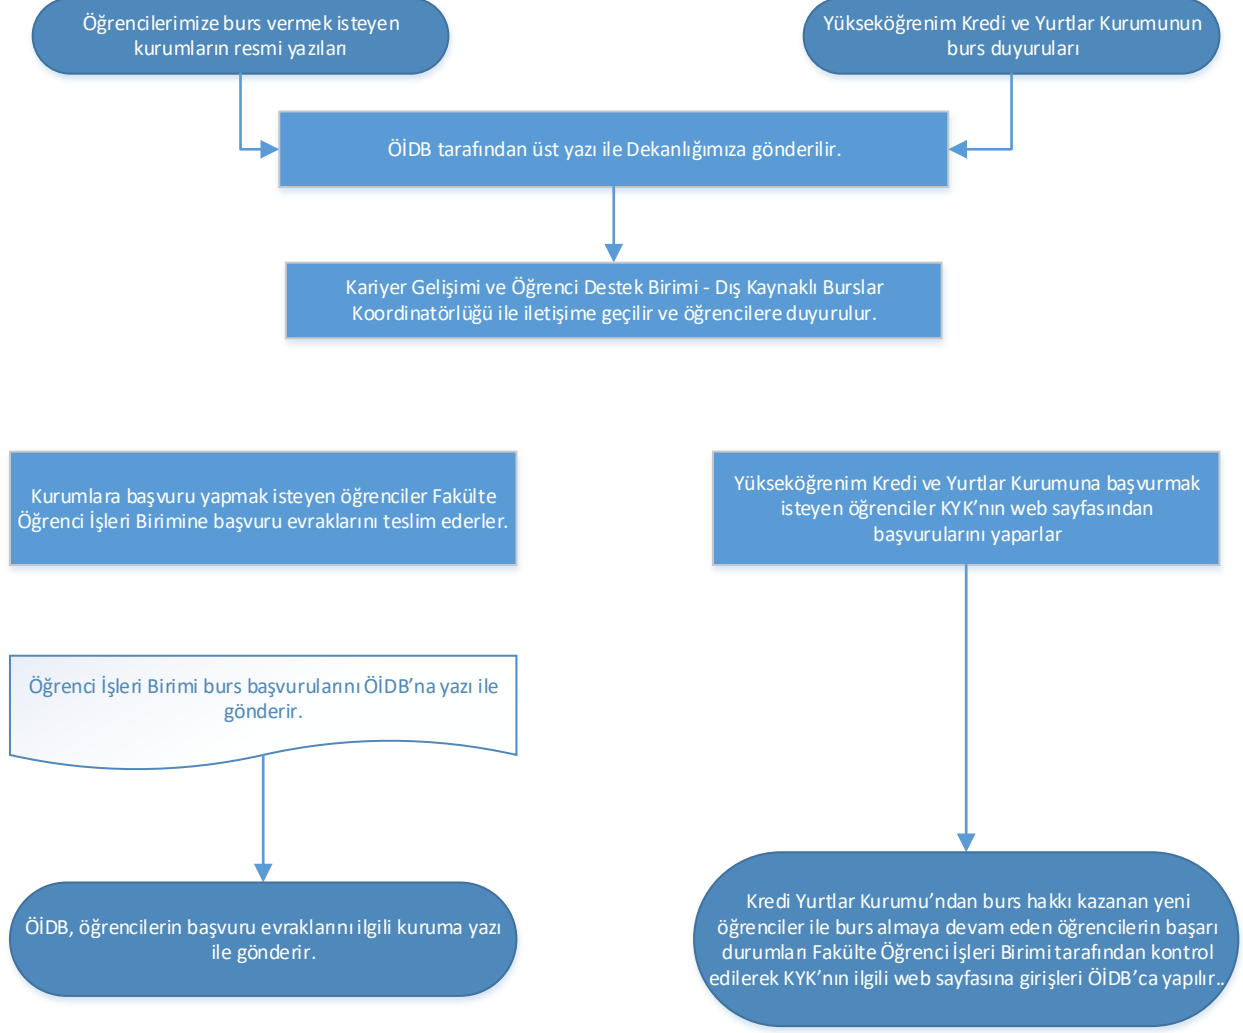 Öğrencilerimize burs vermek isteyen
kurumların resmi yazıları
Yükseköğrenim Kredi ve Yurtlar Kurumunun
burs duyuruları
ÖİDB tarafından üst yazı ile Dekanlığımıza gönderilir.
Kariyer Gelişimi ve Öğrenci Destek Birimi - Dış Kaynaklı Burslar
Koordinatörlüğü ile iletişime geçilir ve öğrencilere duyurulur.
Kurumlara başvuru yapmak isteyen öğrenciler Fakülte
Öğrenci İşleri Birimine başvuru evraklarını teslim ederler.
Yükseköğrenim Kredi ve Yurtlar Kurumuna başvurmak
isteyen öğrenciler KYK’nın web sayfasından
başvurularını yaparlar
Öğrenci İşleri Birimi burs başvurularını ÖİDB’na yazı ile
gönderir.
ÖİDB, öğrencilerin başvuru evraklarını ilgili kuruma yazı
ile gönderir.
Kredi Yurtlar Kurumu’ndan burs hakkı kazanan yeni
öğrenciler ile burs almaya devam eden öğrencilerin başarı
durumları Fakülte Öğrenci İşleri Birimi tarafından kontrol
edilerek KYK’nın ilgili web sayfasına girişleri ÖİDB’ca yapılır..